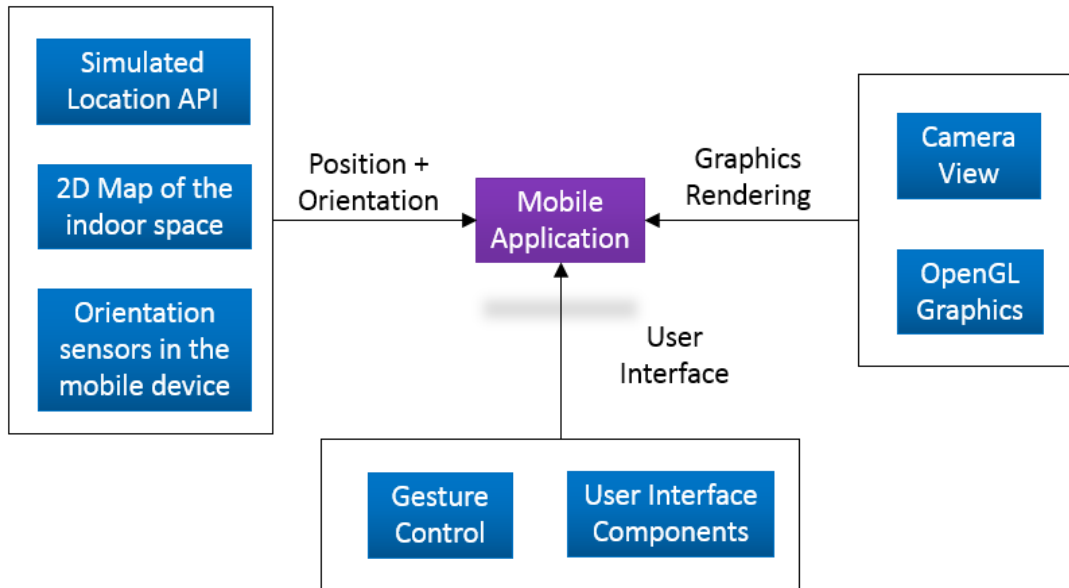 Simulated
Location API
2D Map of the
indoor space
Orientation
sensors in the
mobile device
Position +
Orientation
Mobile
Application
Graphics
Rendering
Camera
View
OpenGL
Graphics
User
Interface
Gesture
Control
User Interface
Components